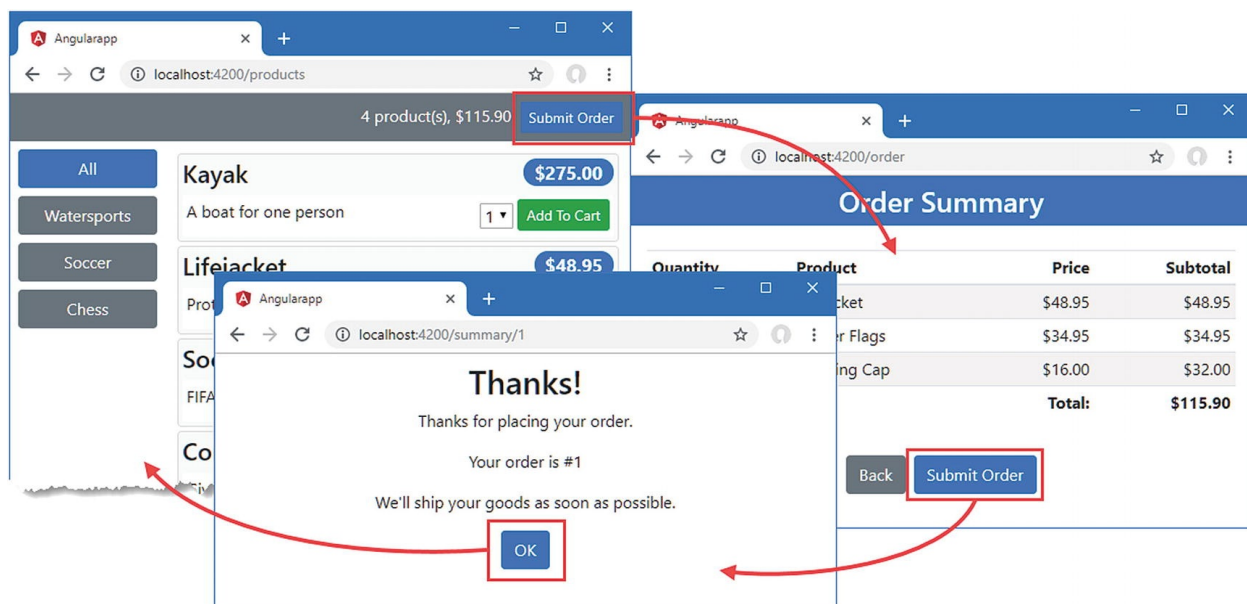 Angularapp
localhost:4200/products
4 product(s), $115.90 Submit Order
All
Watersports
Soccer
Chess
Kayak $275.00
A boat for one person 1 Add To Cart
Lifejacket $48.95
FIFA
Angularapp
localhost:4200/order
Order Summary
Quantity Product Price Subtotal
$48.95 $48.95
Flags $34.95 $34.95
Cap $16.00 $32.00
Total: $115.90
Back Submit Order
Angularapp
localhost:4200/summary/1
Thanks!
Thanks for placing your order.
Your order is #1
We'll ship your goods as soon as possible.
OK